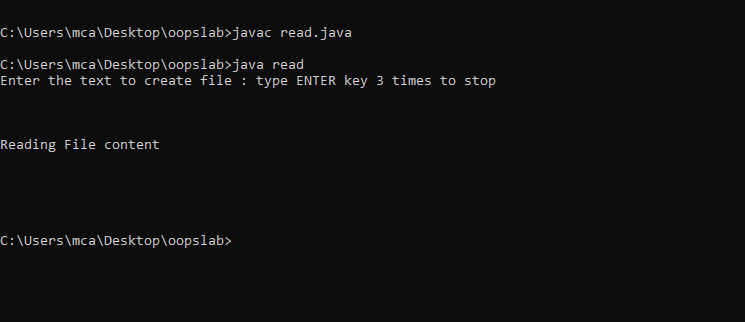 C:\Users\mca\Desktop\oopslab>javac read.java
C:\Users\mca\Desktop\oopslab>java read
Enter the text to create file : type ENTER key 3 times to stop
Reading File content
C:\Users\mca\Desktop\oopslab>